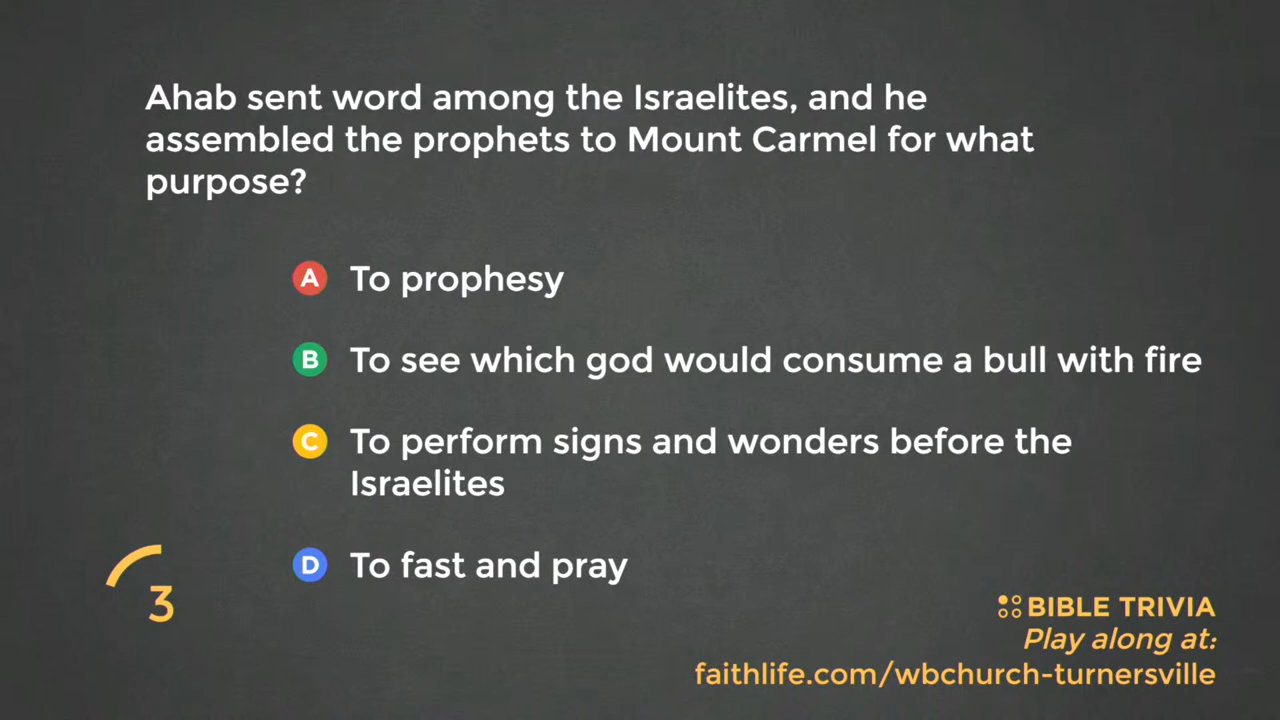 Ahab sent word among the Israelites, and he
assembled the prophets to Mount Carmel for what
purpose?
A To prophesy
B To see which god would consume a bull with fire
C To perform signs and wonders before the
Israelites
D To fast and pray
3
BIBLE TRIVIA
Play along at:
faithlife.com/wbchurch-turnersville